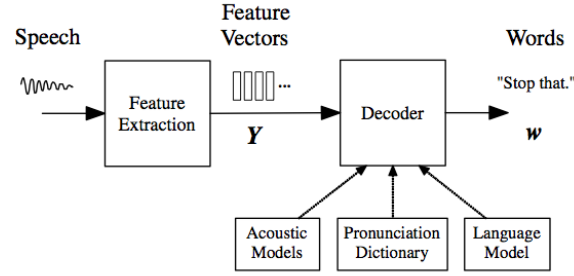 Speech
Feature
Vectors
Words
...
"Stop that."
Feature
Extraction
Y
Decoder
w
Acoustic
Models
Pronunciation
Dictionary
Language
Model